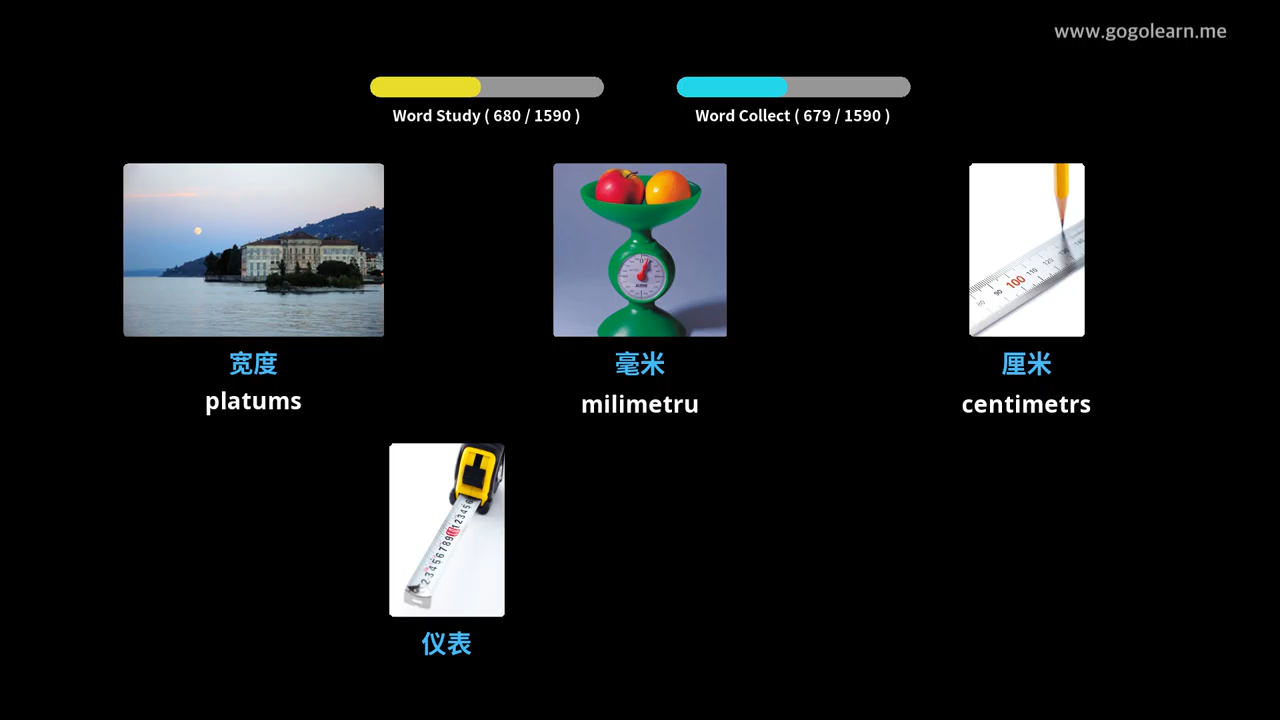 www.gogolearn.me
Word Study ( 680 / 1590 )
Word Collect ( 679 / 1590 )
宽度
platums
毫米
milimetru
厘米
centimetrs
仪表